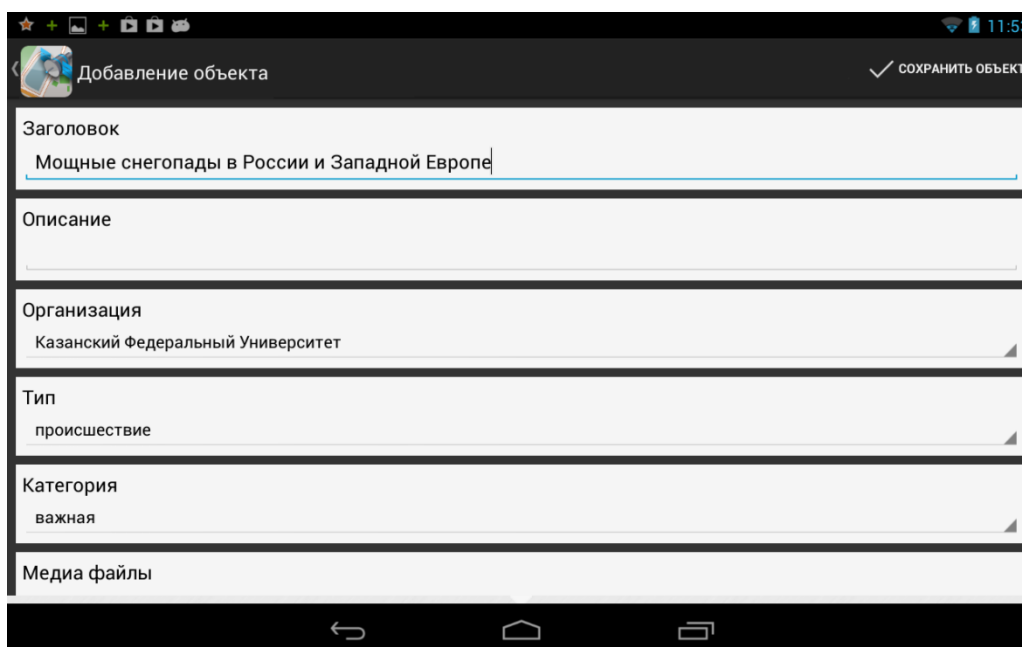 11:53
Добавление объекта
СОХРАНИТЬ ОБЪЕКТ
Заголовок
Мощные снегопады в России и Западной Европе
Описание
Организация
Казанский Федеральный Университет
Тип
происшествие
Категория
важная
Медиа файлы